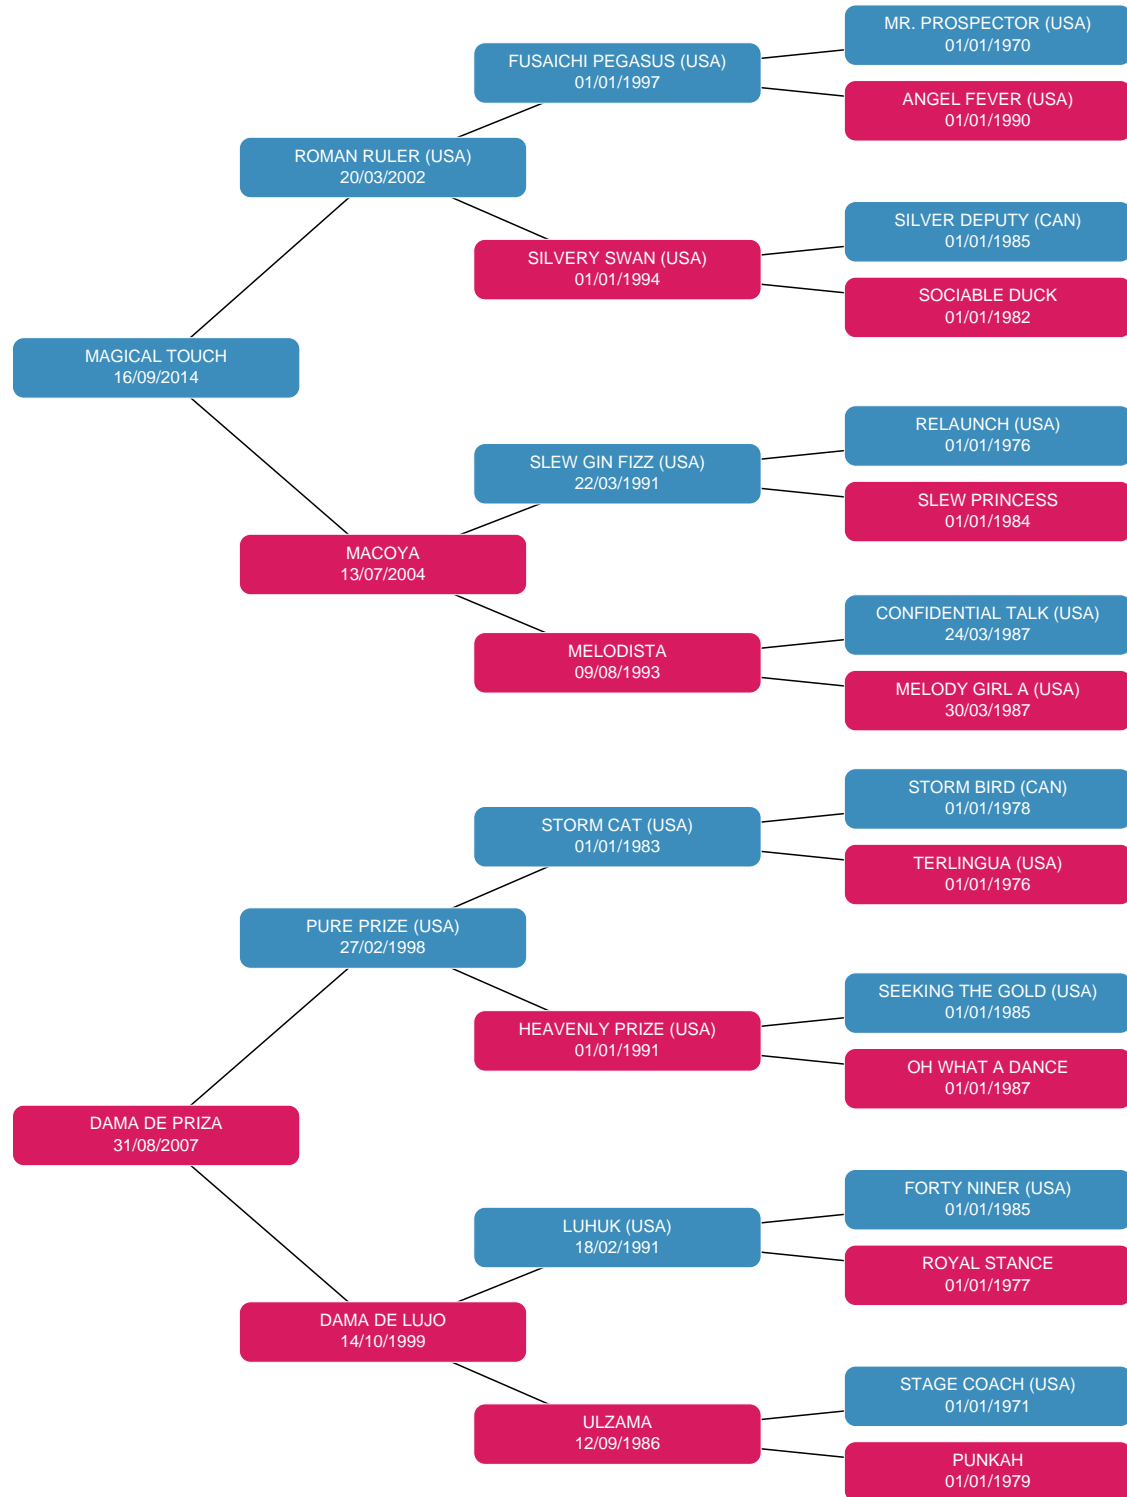 MR. PROSPECTOR (USA)
01/01/1970
FUSAICHI PEGASUS (USA)
01/01/1997
ANGEL FEVER (USA)
01/01/1990
ROMAN RULER (USA)
20/03/2002
SILVER DEPUTY (CAN)
01/01/1985
SILVERY SWAN (USA)
01/01/1994
SOCIABLE DUCK
01/01/1982
MAGICAL TOUCH
16/09/2014
RELAUNCH (USA)
01/01/1976
SLEW GIN FIZZ (USA)
22/03/1991
SLEW PRINCESS
01/01/1984
MACOYA
13/07/2004
CONFIDENTIAL TALK (USA)
24/03/1987
MELODISTA
09/08/1993
MELODY GIRL A (USA)
30/03/1987
STORM BIRD (CAN)
01/01/1978
STORM CAT (USA)
01/01/1983
TERLINGUA (USA)
01/01/1976
PURE PRIZE (USA)
27/02/1998
SEEKING THE GOLD (USA)
01/01/1985
HEAVENLY PRIZE (USA)
01/01/1991
OH WHAT A DANCE
01/01/1987
DAMA DE PRIZA
31/08/2007
FORTY NINER (USA)
01/01/1985
LUHUK (USA)
18/02/1991
ROYAL STANCE
01/01/1977
DAMA DE LUJO
14/10/1999
STAGE COACH (USA)
01/01/1971
ULZAMA
12/09/1986
PUNKAH
01/01/1979